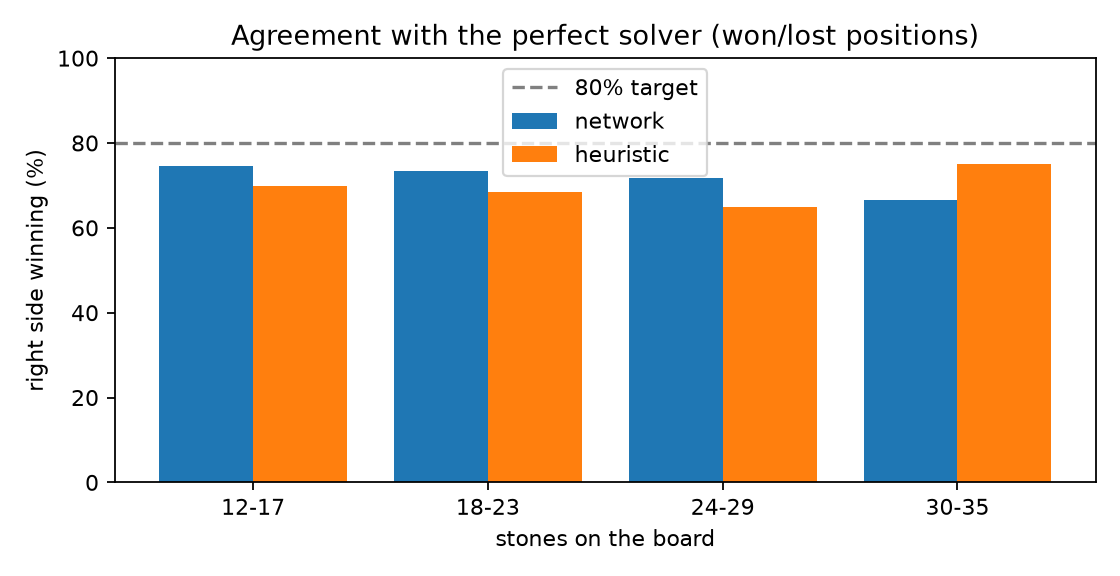 Agreement with the perfect solver (won/lost positions)
right side winning (%)
100
80
60
40
20
0
80% target
network
heuristic
12-17
18-23
24-29
30-35
stones on the board